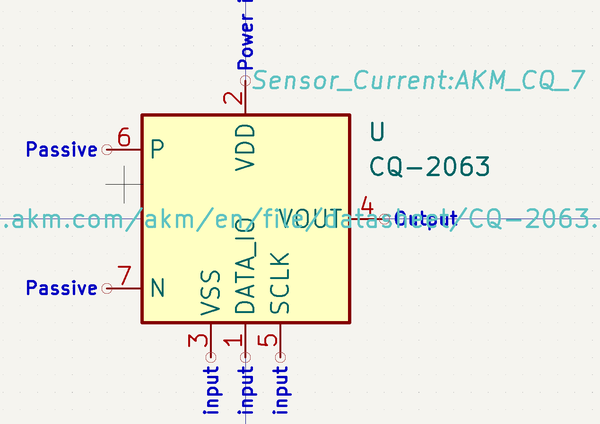 Power i
2
Sensor_Current:AKM_CQ_7
VDD
U
CQ-2063
Passive 6 P
.akm.com/akm/en/file/datasheet/CQ-2063.
VOUT 4 Output
Passive 7 N
VSS DATA_IO SCLK
3 1 5
input input input